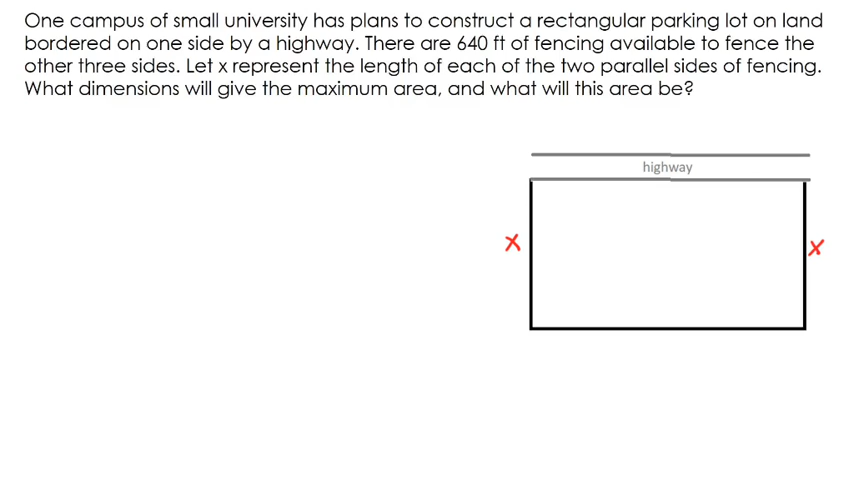 One campus of small university has plans to construct a rectangular parking lot on land
bordered on one side by a highway. There are 640 ft of fencing available to fence the
other three sides. Let x represent the length of each of the two parallel sides of fencing.
What dimensions will give the maximum area, and what will this area be?
highway
x x